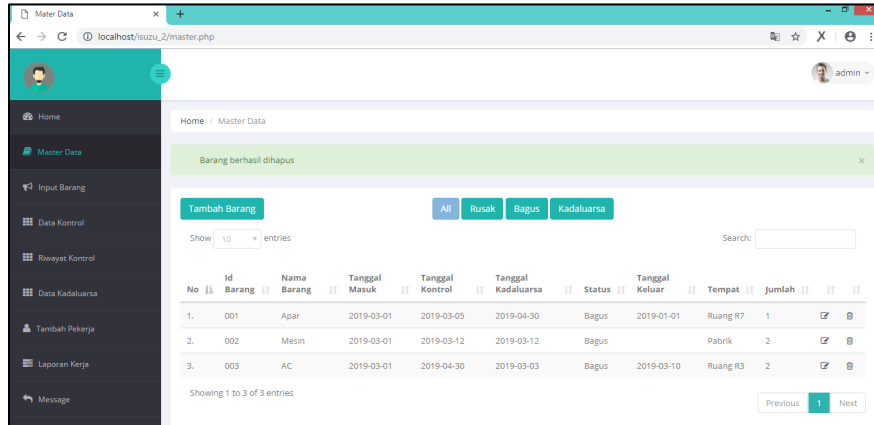 Mater Data
localhost/isuzu_2/master.php
admin
Home
Master Data
Input Barang
Data Kontrol
Riwayat Kontrol
Data Kadaluarsa
Tambah Pekerja
Laporan Kerja
Message
Home / Master Data
Barang berhasil dihapus ×
Tambah Barang All Rusak Bagus Kadaluarsa
Show 10 entries Search:
No Id Barang Nama Barang Tanggal Masuk Tanggal Kontrol Tanggal Kadaluarsa Status Tanggal Keluar Tempat Jumlah
1. 001 Apar 2019-03-01 2019-03-05 2019-04-30 Bagus 2019-01-01 Ruang R7 1
2. 002 Mesin 2019-03-01 2019-03-12 2019-03-12 Bagus Pabrik 2
3. 003 AC 2019-03-01 2019-04-30 2019-03-03 Bagus 2019-03-10 Ruang R3 2
Showing 1 to 3 of 3 entries
Previous 1 Next